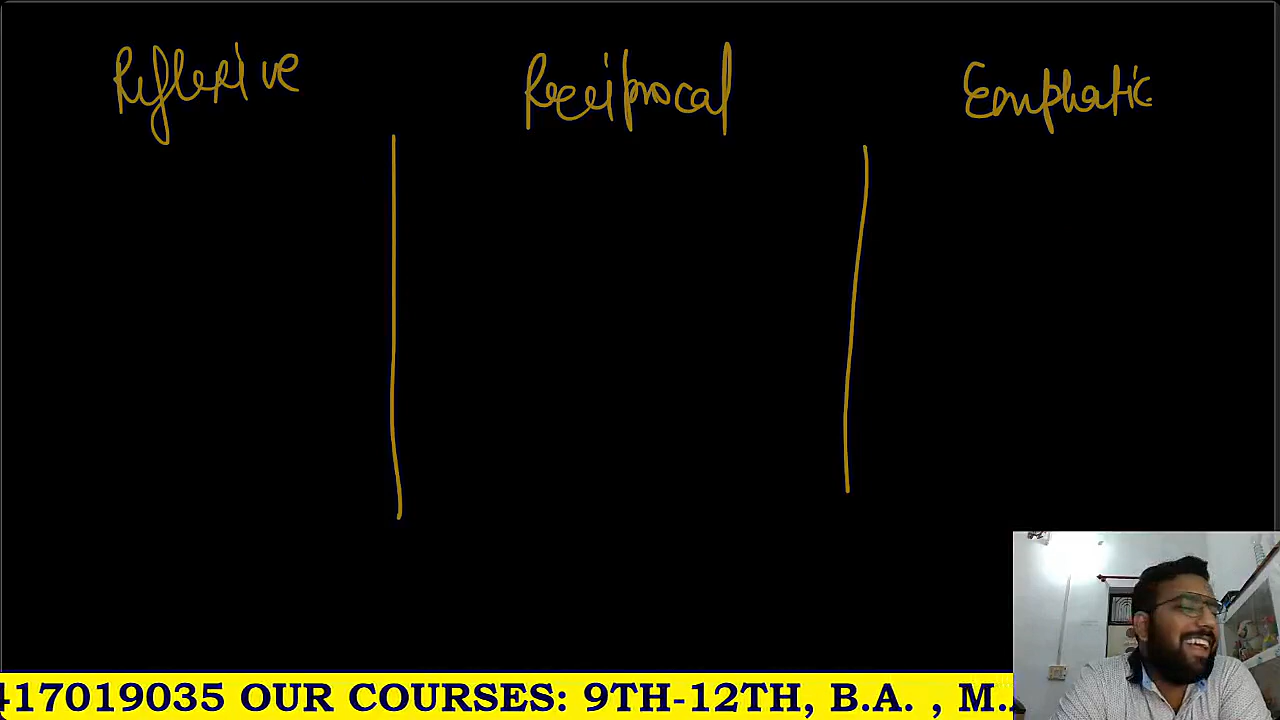 Reflexive Reciprocal Emphatic
417019035 OUR COURSES: 9TH-12TH, B.A. , M.